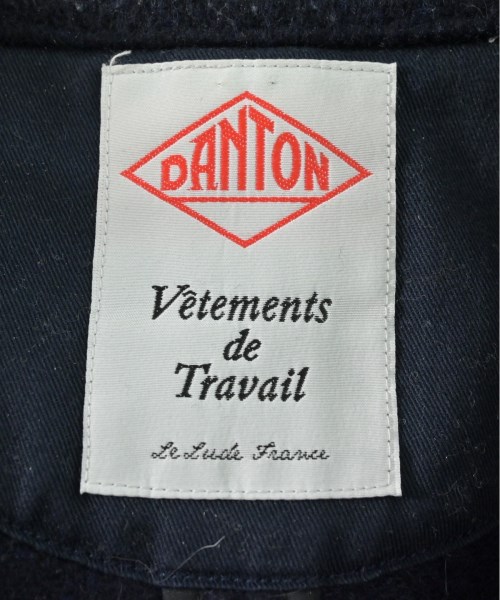 DANTON
Vêtements
de
Travail
Le Lude France